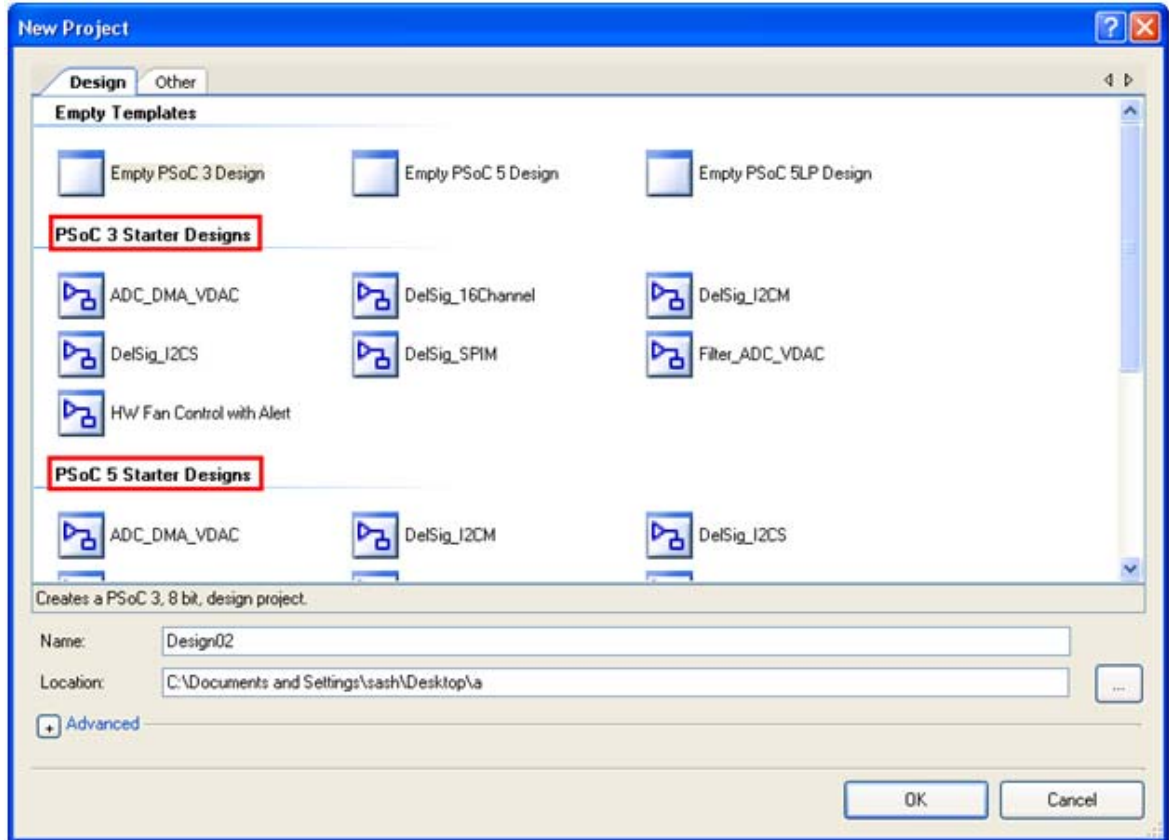 New Project
Design Other
Empty Templates
Empty PSoC 3 Design Empty PSoC 5 Design Empty PSoC 5LP Design
PSoC 3 Starter Designs
ADC_DMA_VDAC DelSig_16Channel DelSig_I2CM
DelSig_I2CS DelSig_SPIM Filter_ADC_VDAC
HW Fan Control with Alert
PSoC 5 Starter Designs
ADC_DMA_VDAC DelSig_I2CM DelSig_I2CS
Creates a PSoC 3, 8 bit, design project.
Name: Design02
Location: C:\Documents and Settings\sash\Desktop\a ...
+ Advanced
OK Cancel